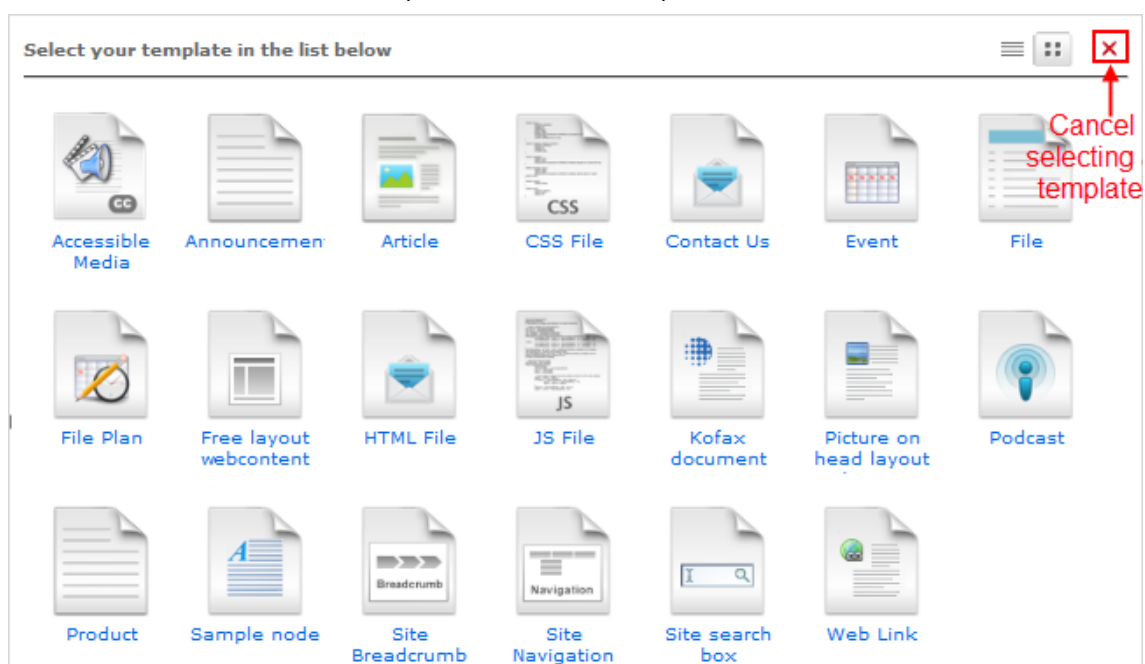 Select your template in the list below
Cancel
selecting
template
CC
CSS
Accessible Media
Announcemen
Article
CSS File
Contact Us
Event
File
JS
File Plan
Free layout webcontent
HTML File
JS File
Kofax document
Picture on head layout
Podcast
A
Breadcrumb
Navigation
Product
Sample node
Site Breadcrumb
Site Navigation
Site search box
Web Link